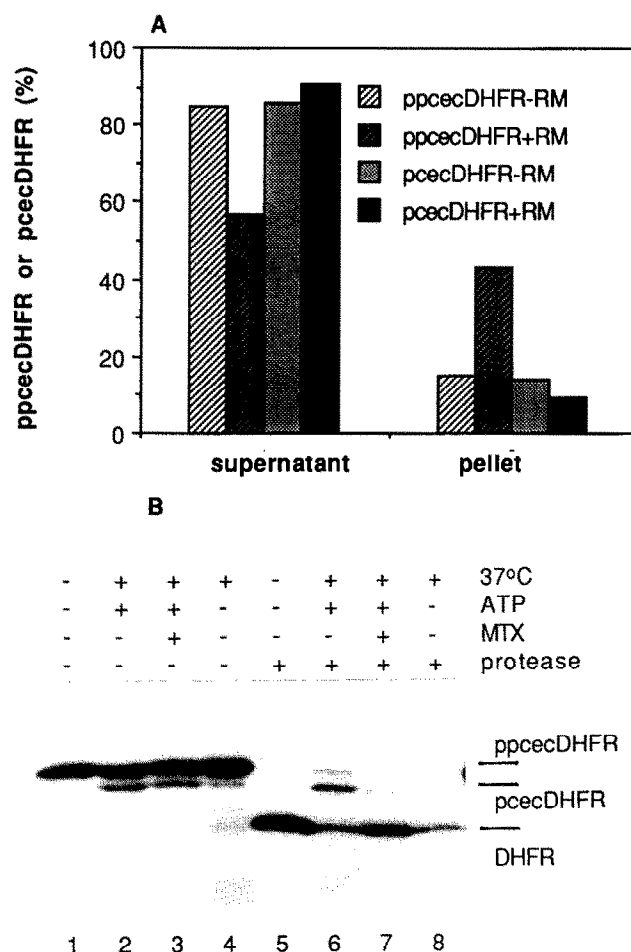 A
100
80
60
40
20
0
ppcecDHFR or pcecDHFR (%)
ppcecDHFR-RM
ppcecDHFR+RM
pcecDHFR-RM
pcecDHFR+RM
supernatant pellet
B
- + + + - + + + 37°C
- + + - - + + - ATP
- - + - - - + - MTX
- - - - + + + + protease
ppcecDHFR
pcecDHFR
DHFR
1 2 3 4 5 6 7 8